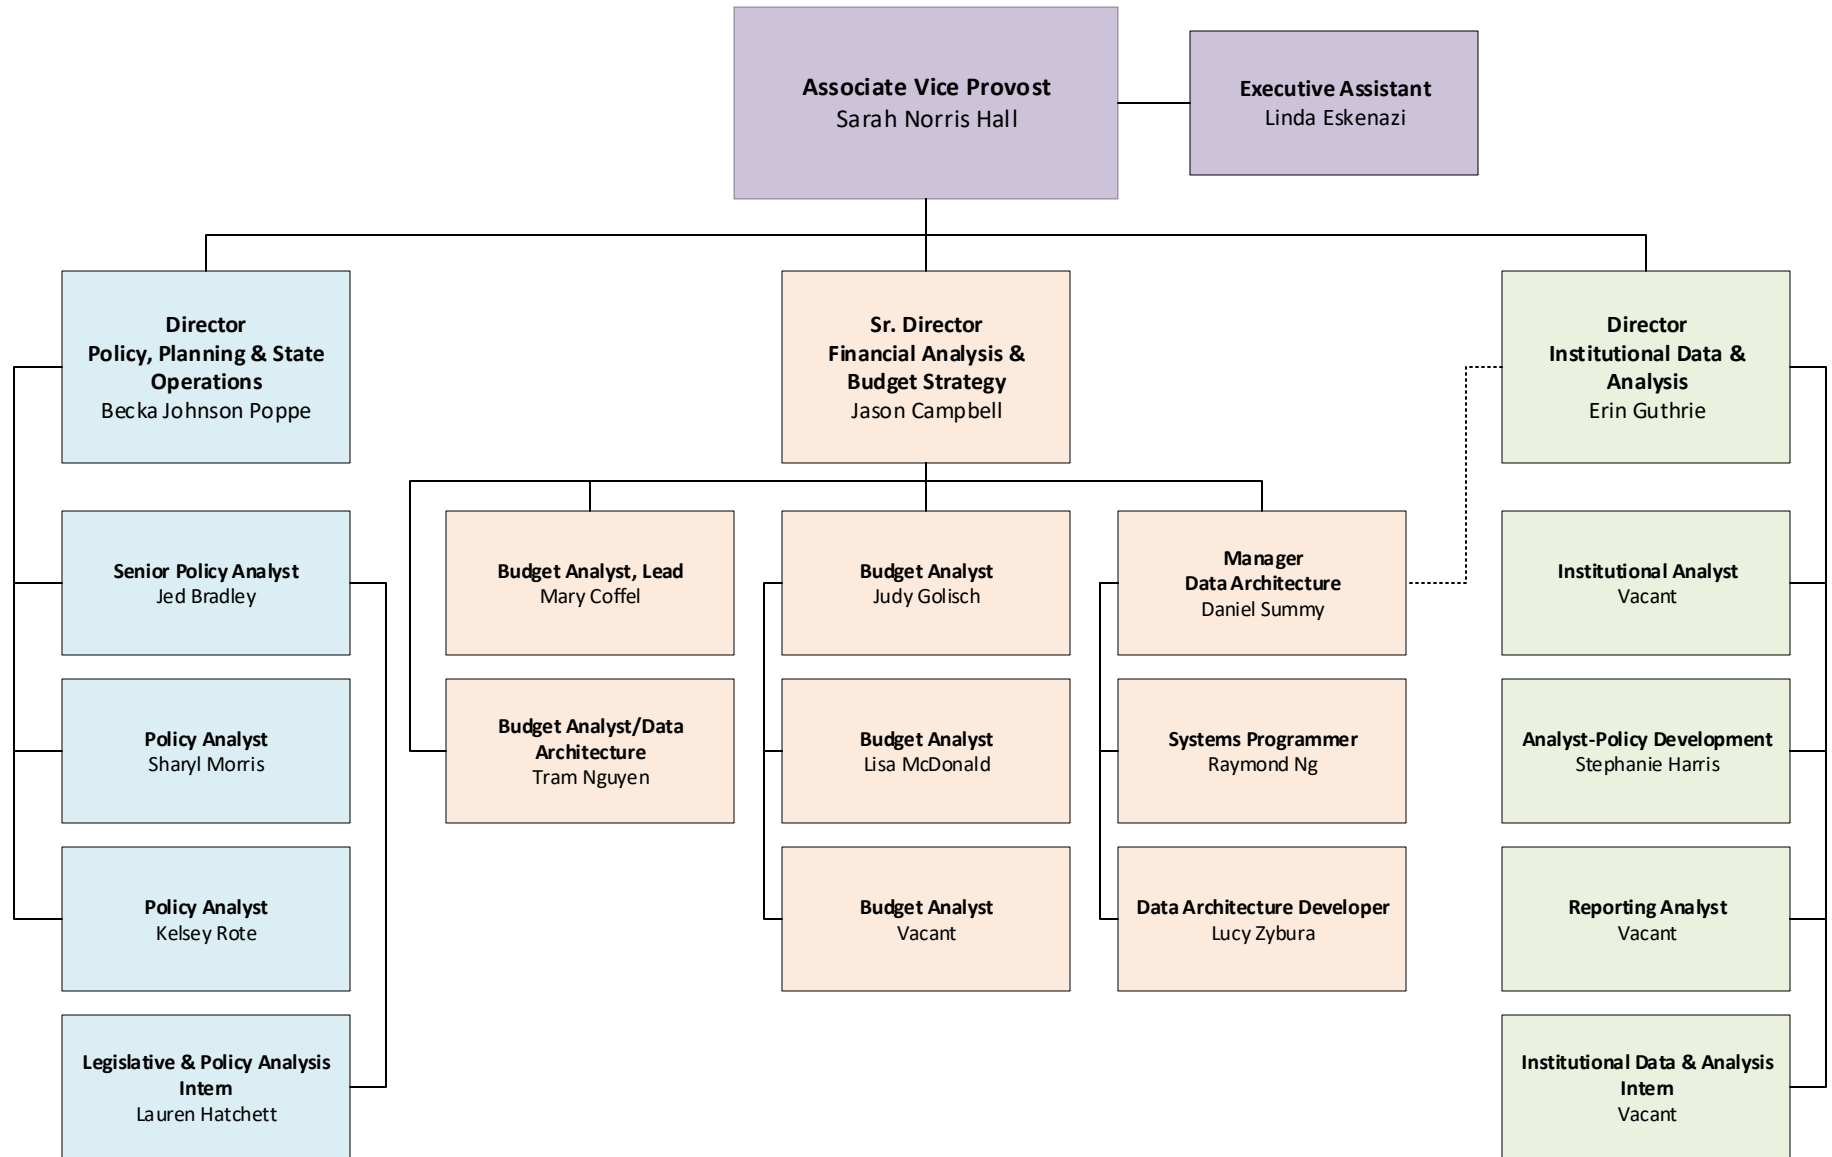 Associate Vice Provost
Sarah Norris Hall
Executive Assistant
Linda Eskenazi
Director
Policy, Planning & State
Operations
Becka Johnson Poppe
Sr. Director
Financial Analysis &
Budget Strategy
Jason Campbell
Director
Institutional Data &
Analysis
Erin Guthrie
Senior Policy Analyst
Jed Bradley
Budget Analyst, Lead
Mary Coffel
Budget Analyst
Judy Golisch
Manager
Data Architecture
Daniel Summy
Institutional Analyst
Vacant
Policy Analyst
Sharyl Morris
Budget Analyst/Data
Architecture
Tram Nguyen
Budget Analyst
Lisa McDonald
Systems Programmer
Raymond Ng
Analyst-Policy Development
Stephanie Harris
Policy Analyst
Kelsey Rote
Budget Analyst
Vacant
Data Architecture Developer
Lucy Zybura
Reporting Analyst
Vacant
Legislative & Policy Analysis
Intern
Lauren Hatchett
Institutional Data & Analysis
Intern
Vacant